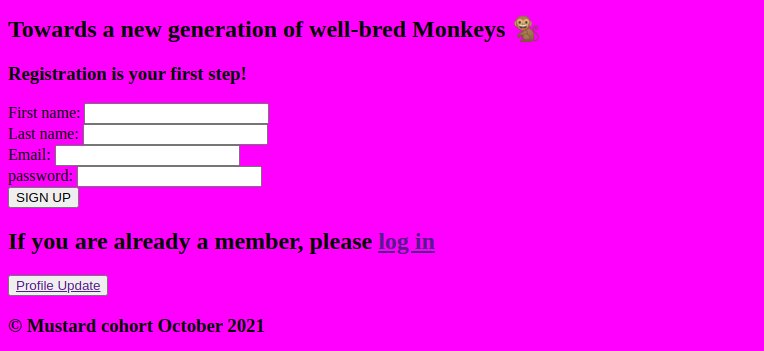 Towards a new generation of well-bred Monkeys 🐒
Registration is your first step!
First name:
Last name:
Email:
password:
SIGN UP
If you are already a member, please log in
Profile Update
© Mustard cohort October 2021